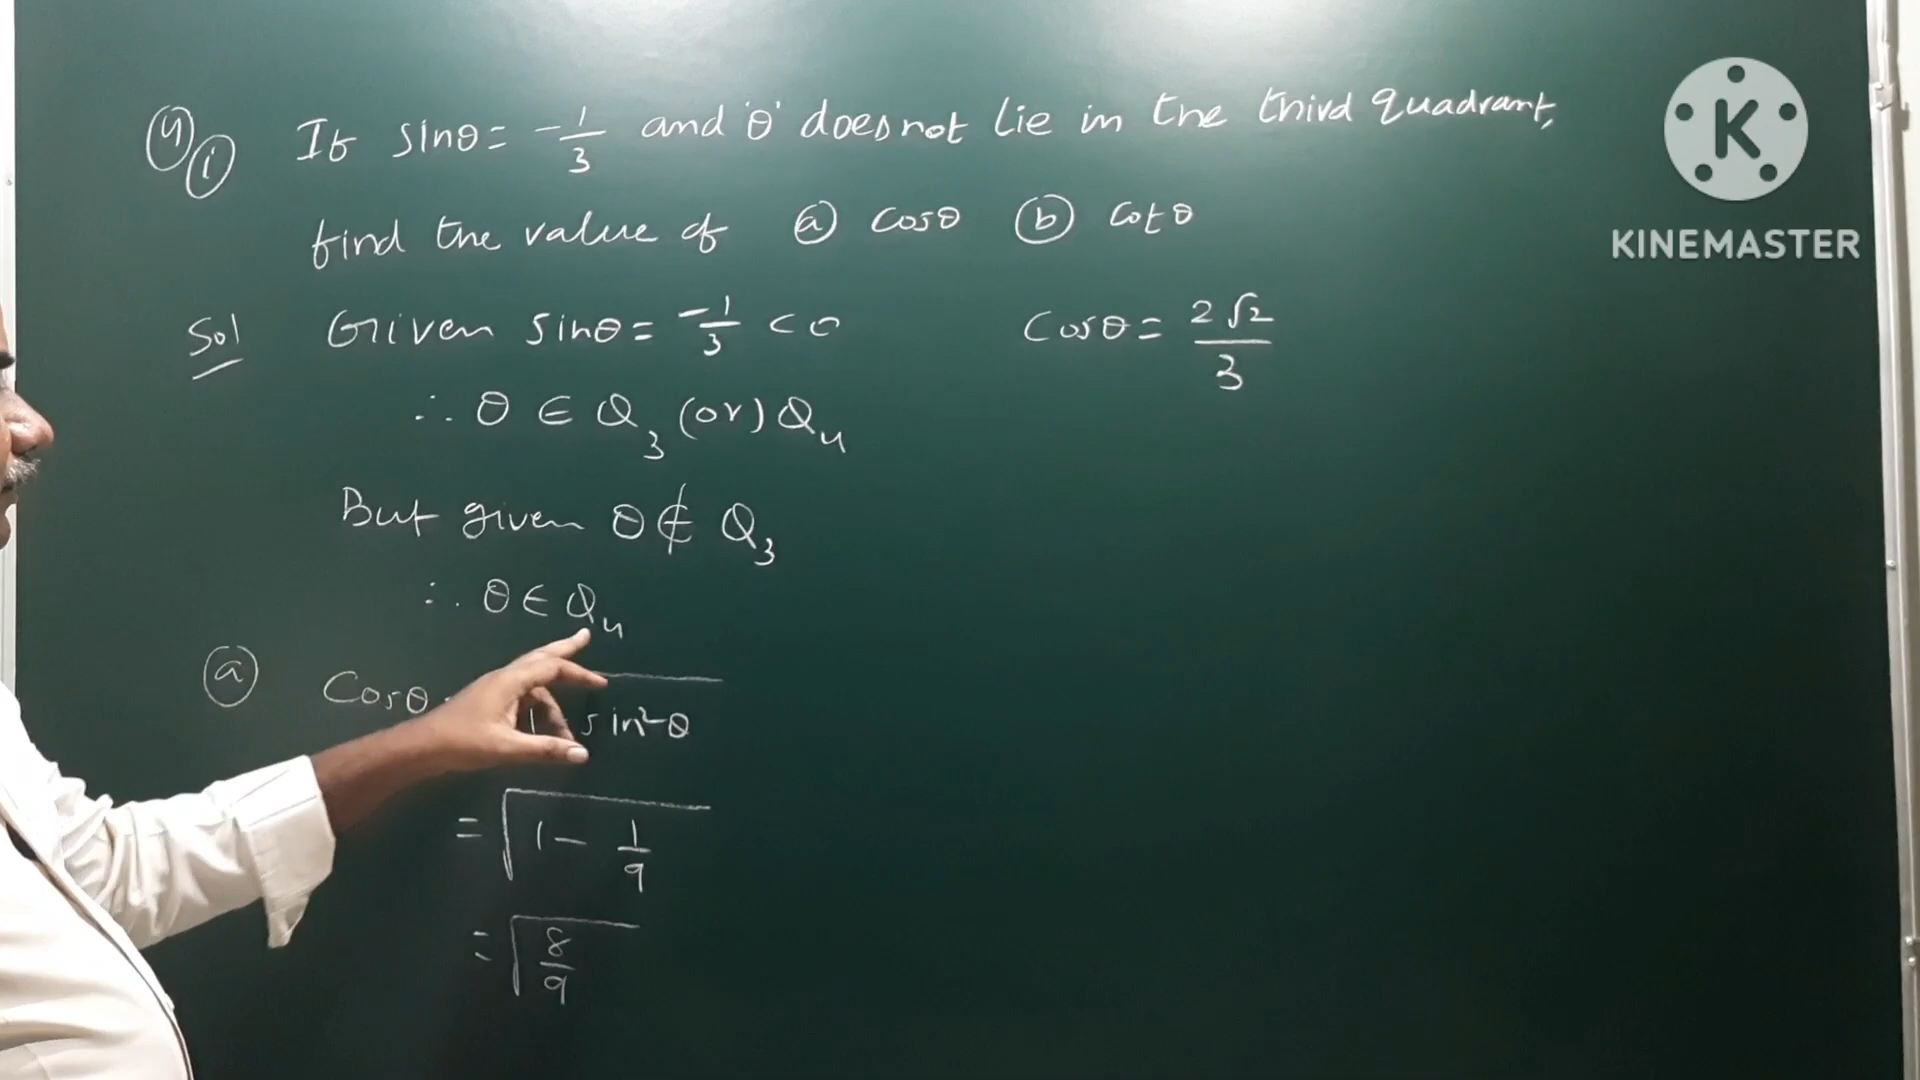 ④ ① If sinθ = -1/3 and 'θ' does not lie in the third quadrant,
find the value of ⓐ cosθ ⓑ cotθ
Sol Given sinθ = -1/3 < 0
∴ θ ∈ Q₃ (or) Q₄
But given θ ∉ Q₃
∴ θ ∈ Q₄
ⓐ Cosθ 1 sin²θ
= √(1 - 1/9)
= √(8/9)
Cosθ = 2√2/3
K
KINEMASTER